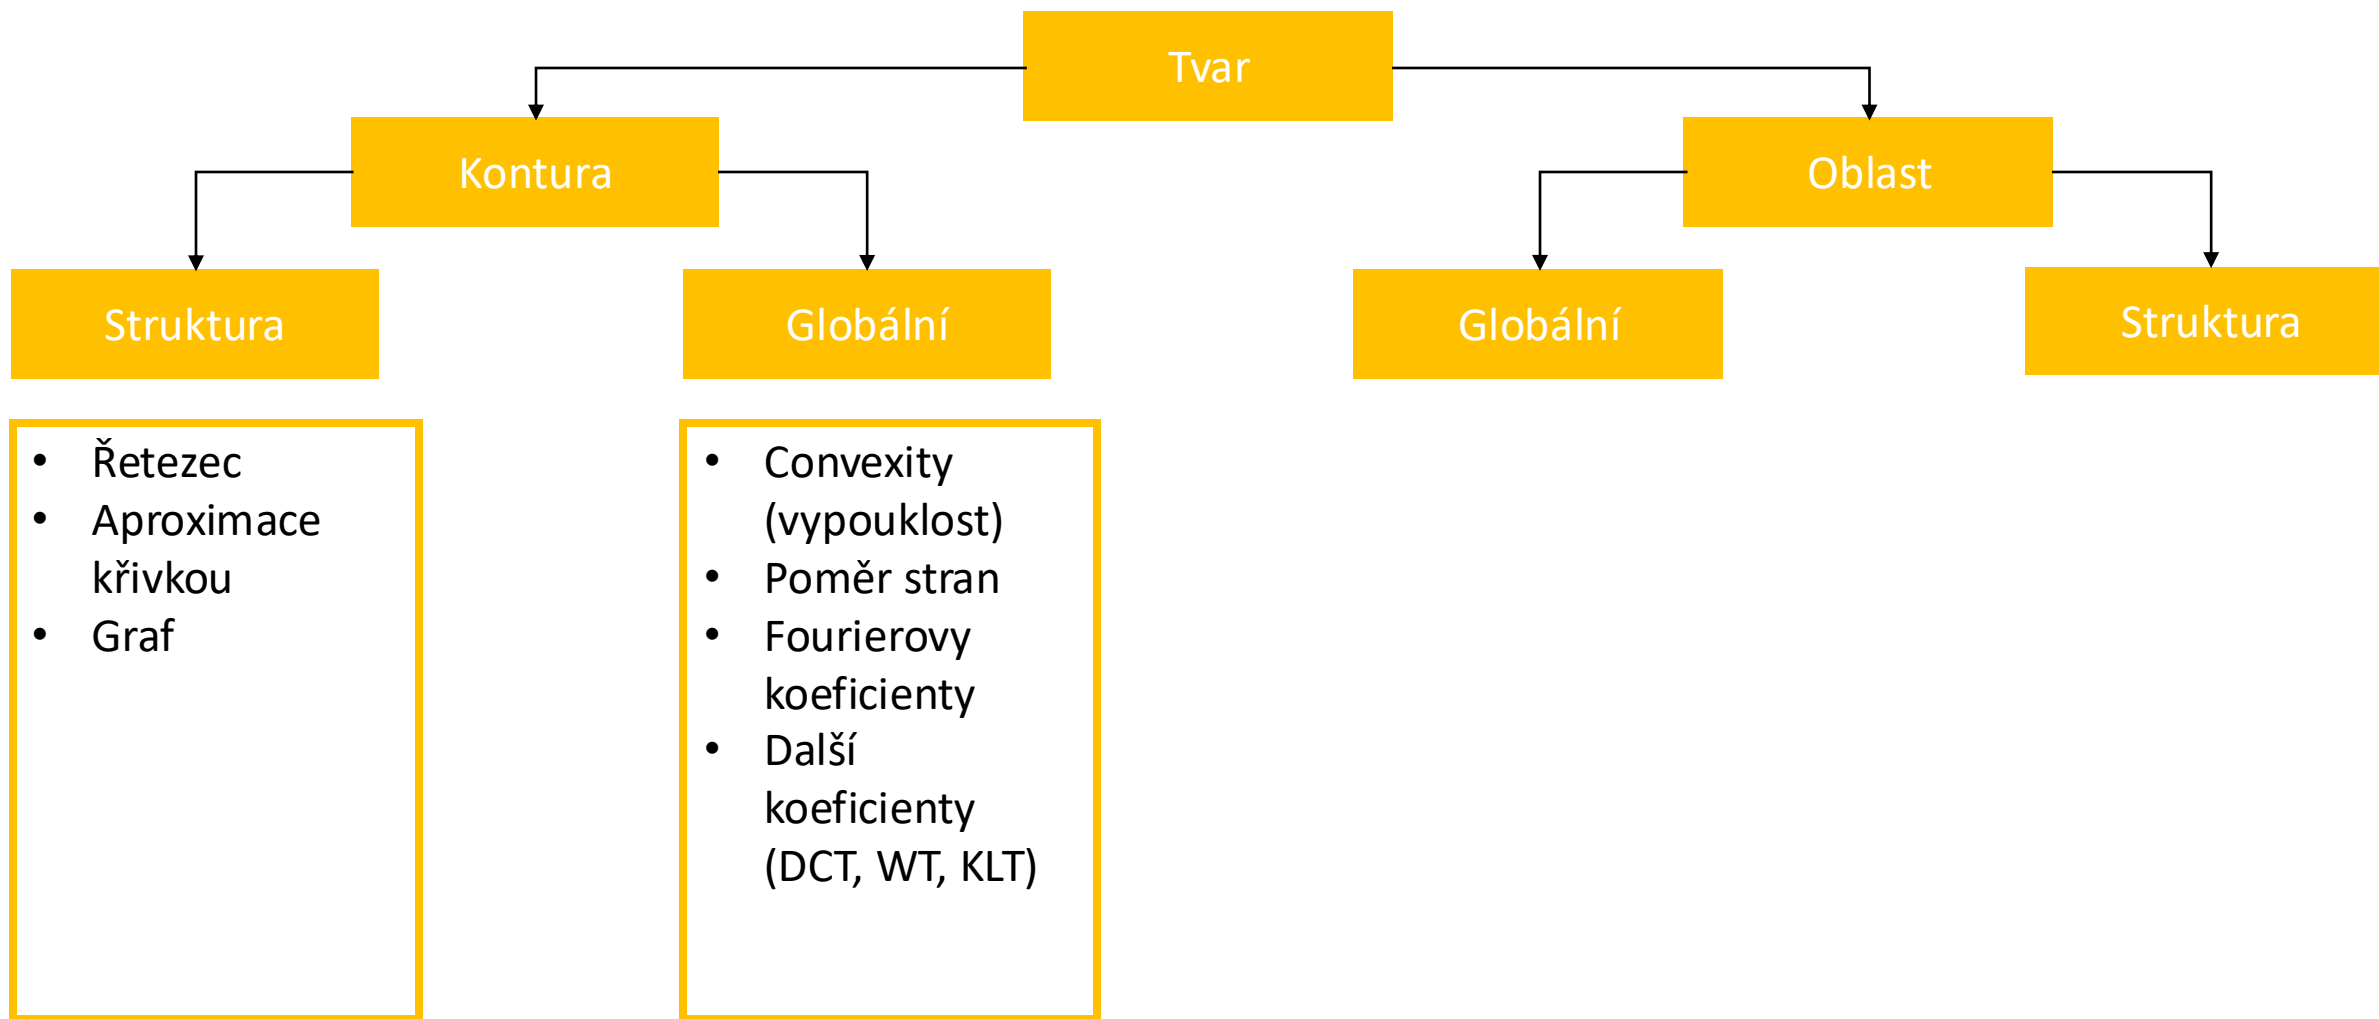 Tvar
Kontura
Oblast
Struktura
Globální
Globální
Struktura
• Řetezec
• Aproximace
křivkou
• Graf
• Convexity
(vypouklost)
• Poměr stran
• Fourierovy
koeficienty
• Další
koeficienty
(DCT, WT, KLT)